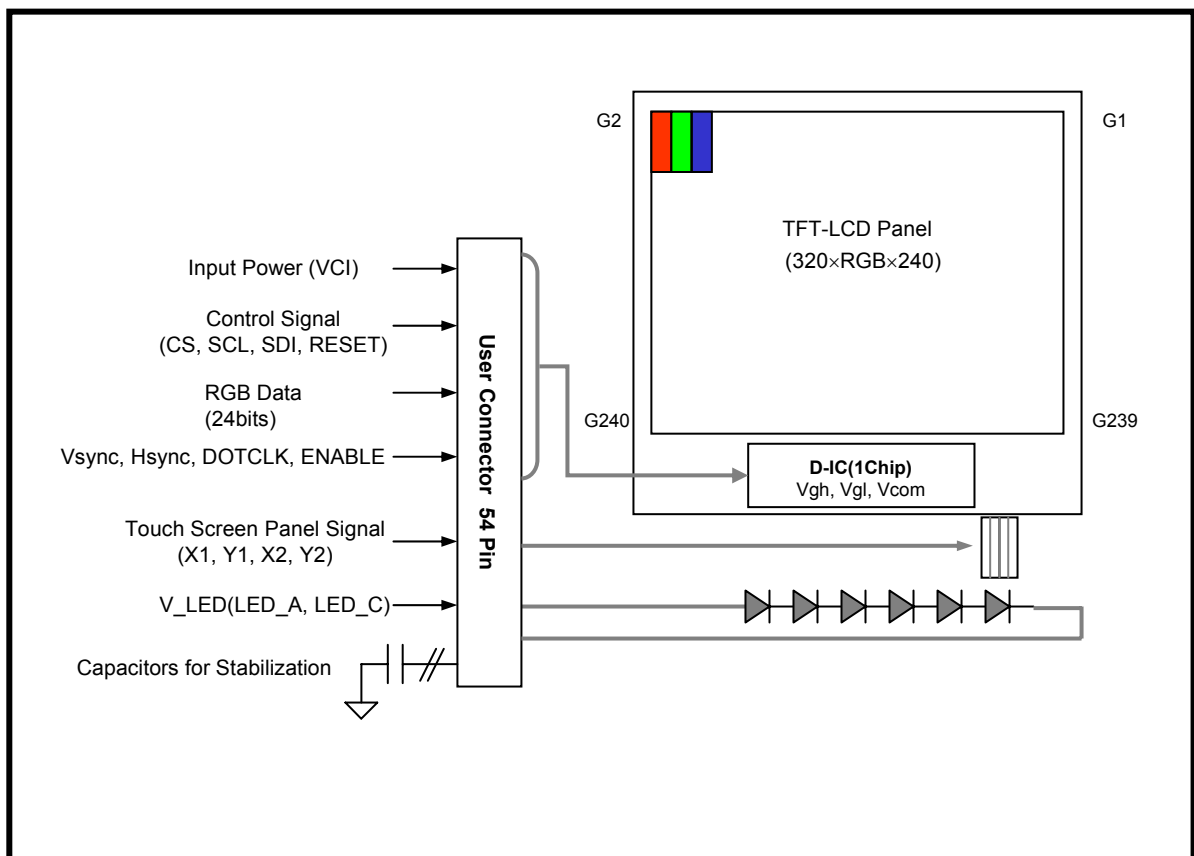 G2
G1
TFT-LCD Panel
(320×RGB×240)
Input Power (VCI)
Control Signal
(CS, SCL, SDI, RESET)
RGB Data
(24bits)
Vsync, Hsync, DOTCLK, ENABLE
Touch Screen Panel Signal
(X1, Y1, X2, Y2)
V_LED(LED_A, LED_C)
Capacitors for Stabilization
User Connector 54 Pin
G240
G239
D-IC(1Chip)
Vgh, Vgl, Vcom